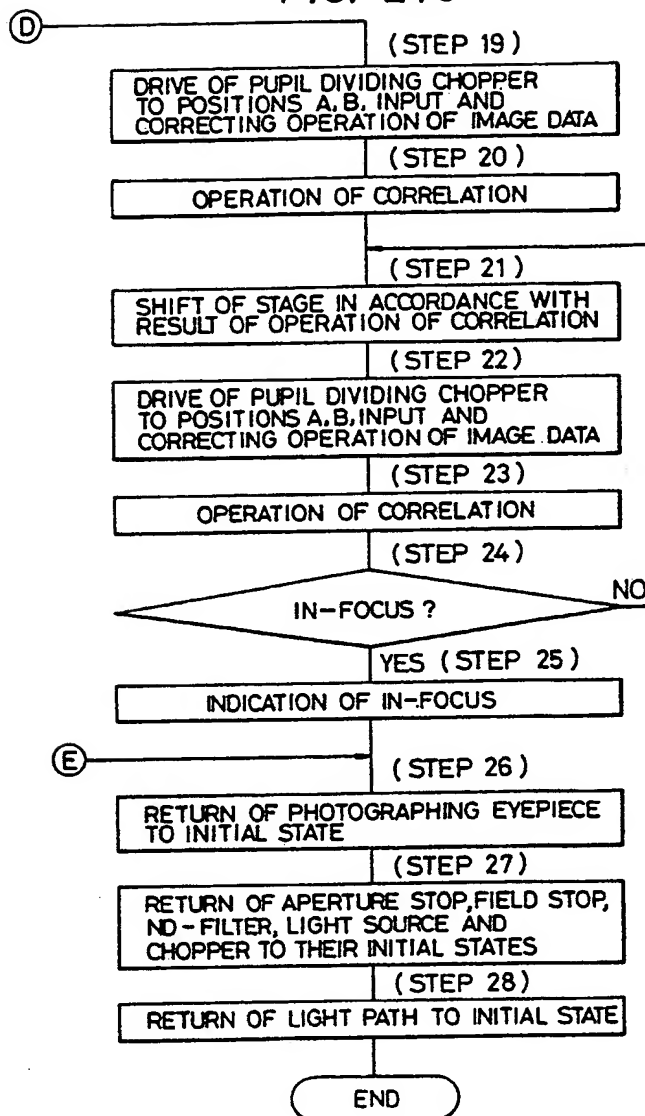 D
(STEP 19)
DRIVE OF PUPIL DIVIDING CHOPPER
TO POSITIONS A, B, INPUT AND
CORRECTING OPERATION OF IMAGE DATA
(STEP 20)
OPERATION OF CORRELATION
(STEP 21)
SHIFT OF STAGE IN ACCORDANCE WITH
RESULT OF OPERATION OF CORRELATION
(STEP 22)
DRIVE OF PUPIL DIVIDING CHOPPER
TO POSITIONS A, B, INPUT AND
CORRECTING OPERATION OF IMAGE DATA
(STEP 23)
OPERATION OF CORRELATION
(STEP 24)
IN-FOCUS ?
NO
YES (STEP 25)
INDICATION OF IN-FOCUS
E
(STEP 26)
RETURN OF PHOTOGRAPHING EYEPIECE
TO INITIAL STATE
(STEP 27)
RETURN OF APERTURE STOP, FIELD STOP,
ND-FILTER, LIGHT SOURCE AND
CHOPPER TO THEIR INITIAL STATES
(STEP 28)
RETURN OF LIGHT PATH TO INITIAL STATE
END